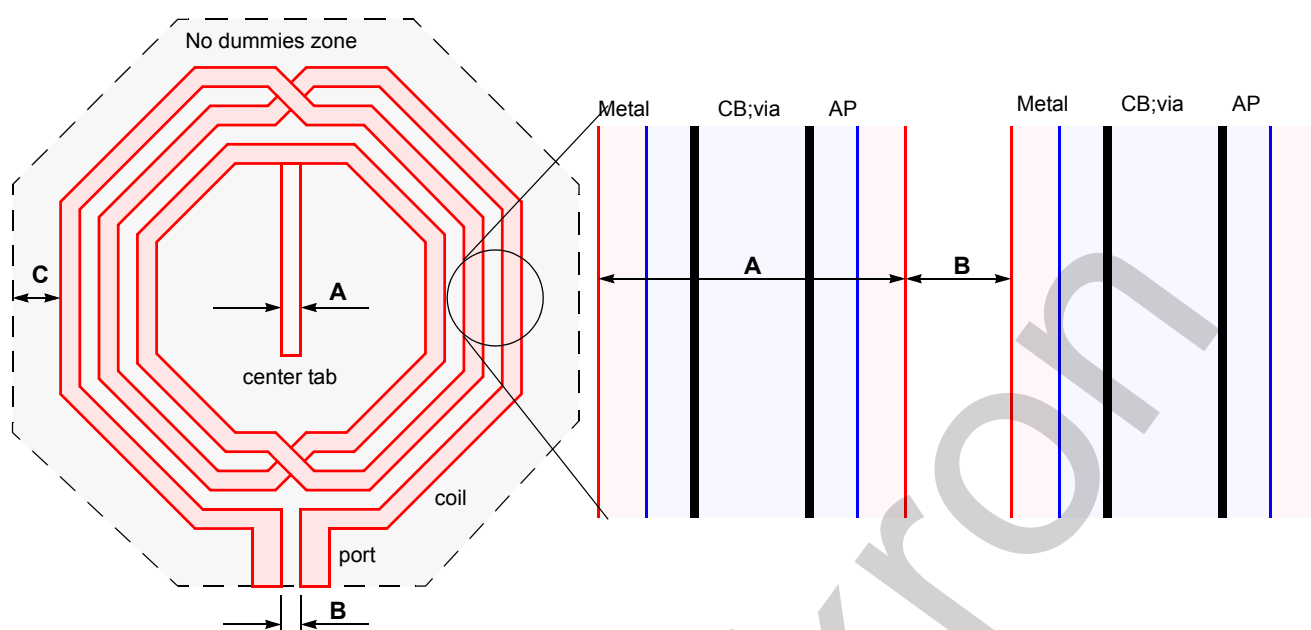 No dummies zone
Metal CB;via AP Metal CB;via AP
C
A
A B
center tab
coil
port
B